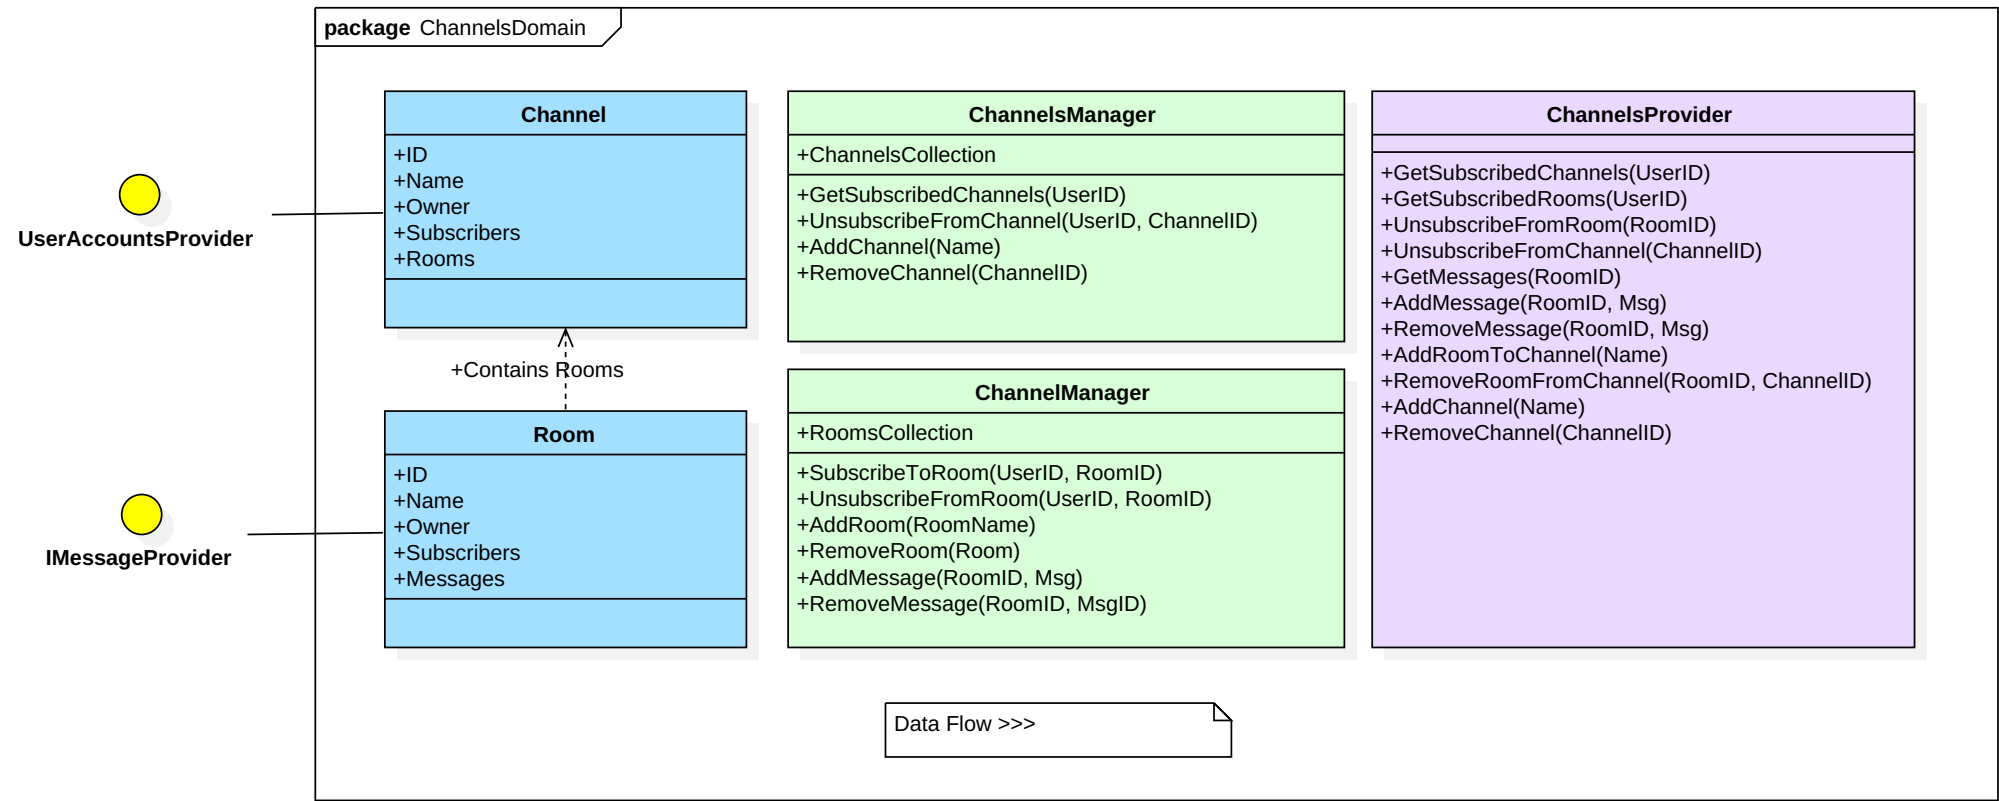 package ChannelsDomain
UserAccountsProvider
IMessageProvider
Channel
+ID
+Name
+Owner
+Subscribers
+Rooms
+Contains Rooms
Room
+ID
+Name
+Owner
+Subscribers
+Messages
ChannelsManager
+ChannelsCollection
+GetSubscribedChannels(UserID)
+UnsubscribeFromChannel(UserID, ChannelID)
+AddChannel(Name)
+RemoveChannel(ChannelID)
ChannelManager
+RoomsCollection
+SubscribeToRoom(UserID, RoomID)
+UnsubscribeFromRoom(UserID, RoomID)
+AddRoom(RoomName)
+RemoveRoom(Room)
+AddMessage(RoomID, Msg)
+RemoveMessage(RoomID, MsgID)
ChannelsProvider
+GetSubscribedChannels(UserID)
+GetSubscribedRooms(UserID)
+UnsubscribeFromRoom(RoomID)
+UnsubscribeFromChannel(ChannelID)
+GetMessages(RoomID)
+AddMessage(RoomID, Msg)
+RemoveMessage(RoomID, Msg)
+AddRoomToChannel(Name)
+RemoveRoomFromChannel(RoomID, ChannelID)
+AddChannel(Name)
+RemoveChannel(ChannelID)
Data Flow >>>